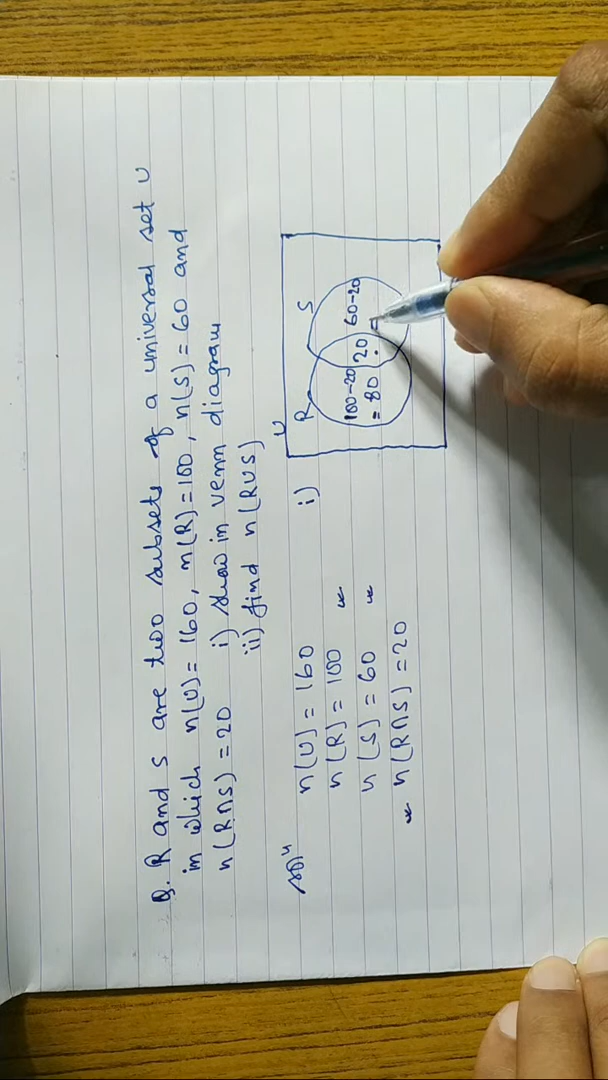 Q. R and S are two subsets of a universal set U
in which n(U) = 160, n(R) = 100, n(S) = 60 and
n(R∩S) = 20 i) show in venn diagram
ii) find n(RUS)
solⁿ
n(U) = 160
n(R) = 100
n(S) = 60
n(R∩S) = 20
i)
U
R S
100-20 20 60-20
= 80